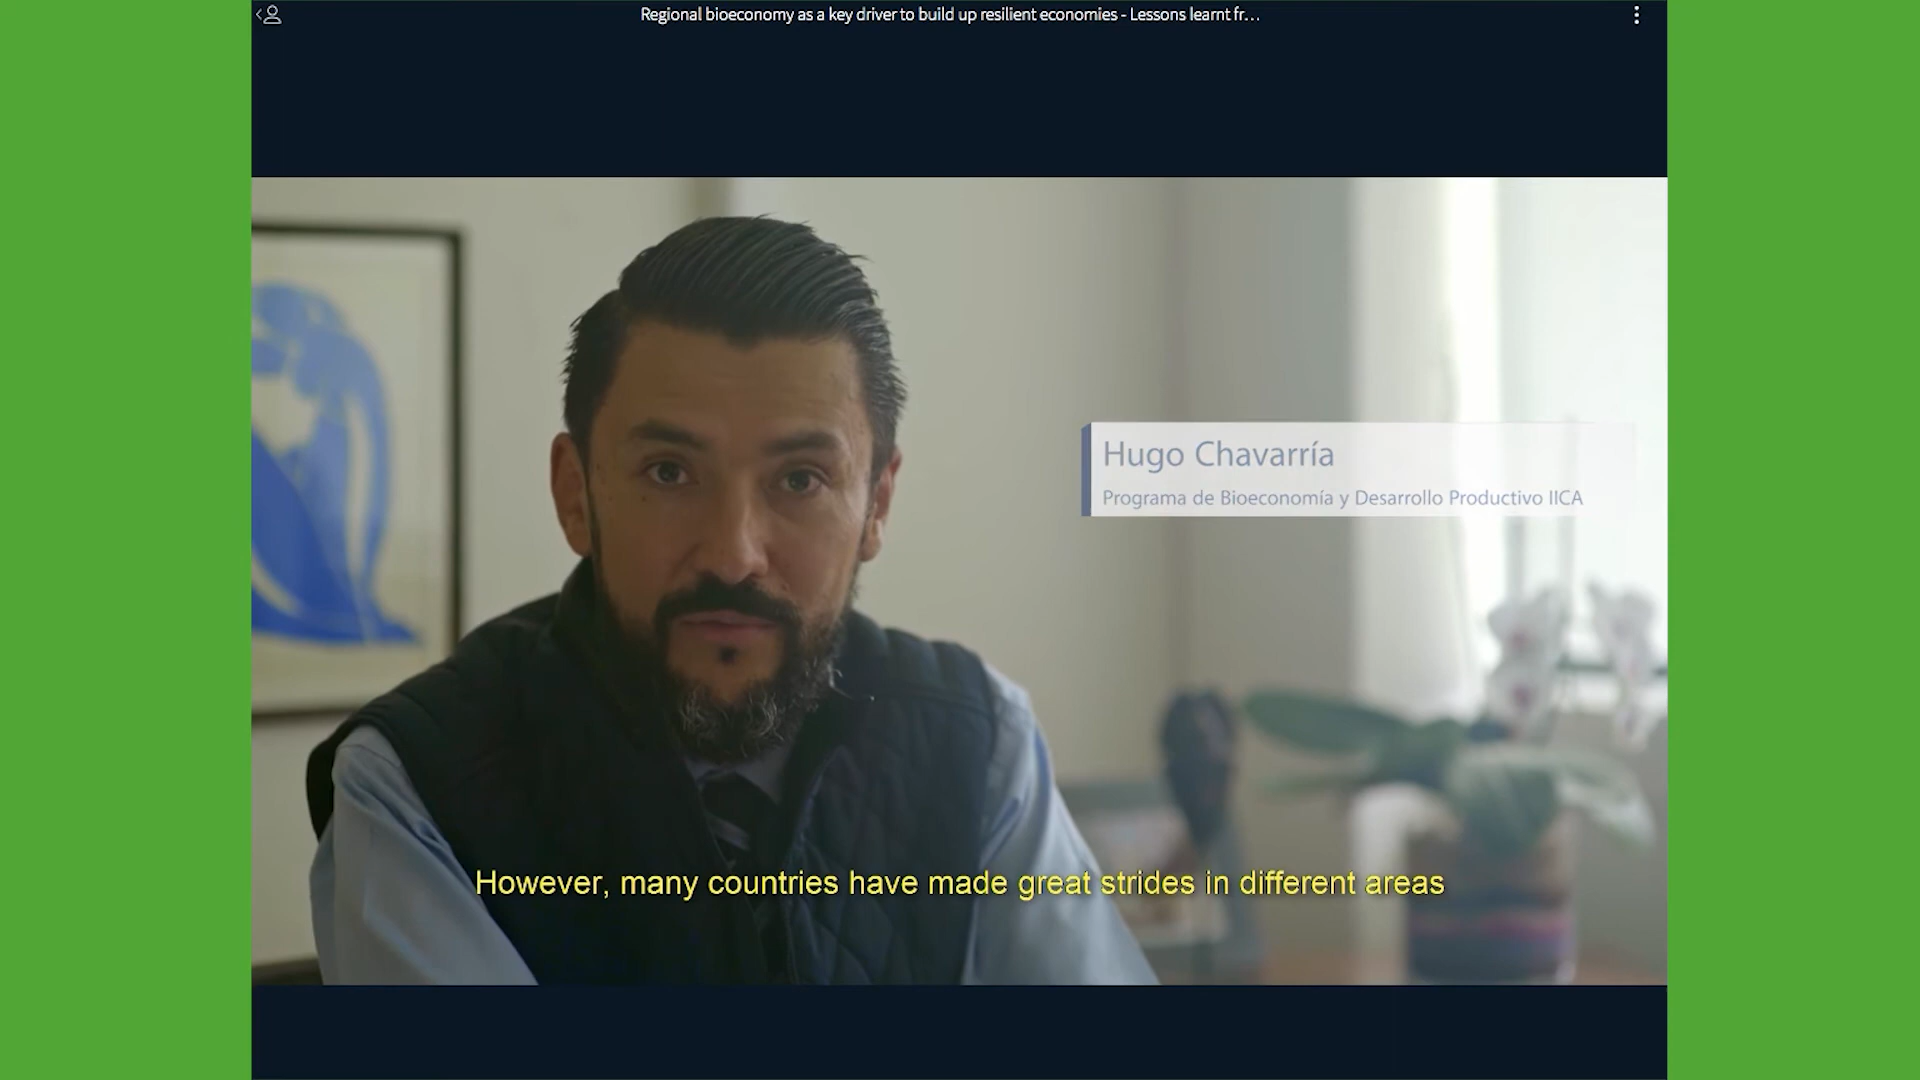 Regional bioeconomy as a key driver to build up resilient economies - Lessons learnt fr...
Hugo Chavarría
Programa de Bioeconomía y Desarrollo Productivo IICA
However, many countries have made great strides in different areas